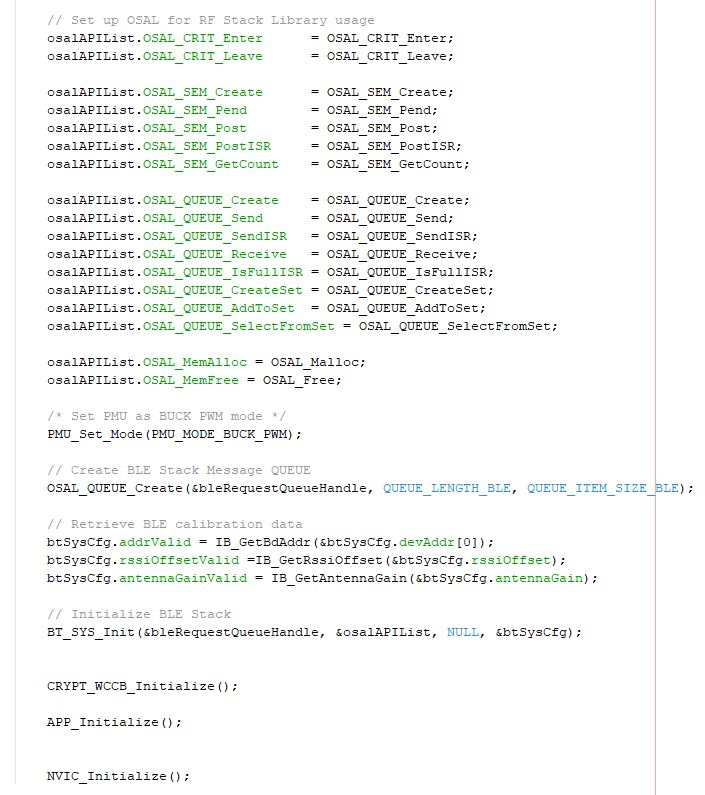 // Set up OSAL for RF Stack Library usage
osalAPIList.OSAL_CRIT_Enter      = OSAL_CRIT_Enter;
osalAPIList.OSAL_CRIT_Leave      = OSAL_CRIT_Leave;
osalAPIList.OSAL_SEM_Create      = OSAL_SEM_Create;
osalAPIList.OSAL_SEM_Pend        = OSAL_SEM_Pend;
osalAPIList.OSAL_SEM_Post        = OSAL_SEM_Post;
osalAPIList.OSAL_SEM_PostISR     = OSAL_SEM_PostISR;
osalAPIList.OSAL_SEM_GetCount    = OSAL_SEM_GetCount;
osalAPIList.OSAL_QUEUE_Create    = OSAL_QUEUE_Create;
osalAPIList.OSAL_QUEUE_Send      = OSAL_QUEUE_Send;
osalAPIList.OSAL_QUEUE_SendISR   = OSAL_QUEUE_SendISR;
osalAPIList.OSAL_QUEUE_Receive   = OSAL_QUEUE_Receive;
osalAPIList.OSAL_QUEUE_IsFullISR = OSAL_QUEUE_IsFullISR;
osalAPIList.OSAL_QUEUE_CreateSet = OSAL_QUEUE_CreateSet;
osalAPIList.OSAL_QUEUE_AddToSet  = OSAL_QUEUE_AddToSet;
osalAPIList.OSAL_QUEUE_SelectFromSet = OSAL_QUEUE_SelectFromSet;
osalAPIList.OSAL_MemAlloc = OSAL_Malloc;
osalAPIList.OSAL_MemFree = OSAL_Free;
/* Set PMU as BUCK PWM mode */
PMU_Set_Mode(PMU_MODE_BUCK_PWM);
// Create BLE Stack Message QUEUE
OSAL_QUEUE_Create(&bleRequestQueueHandle, QUEUE_LENGTH_BLE, QUEUE_ITEM_SIZE_BLE);
// Retrieve BLE calibration data
btSysCfg.addrValid = IB_GetBdAddr(&btSysCfg.devAddr[0]);
btSysCfg.rssiOffsetValid =IB_GetRssiOffset(&btSysCfg.rssiOffset);
btSysCfg.antennaGainValid = IB_GetAntennaGain(&btSysCfg.antennaGain);
// Initialize BLE Stack
BT_SYS_Init(&bleRequestQueueHandle, &osalAPIList, NULL, &btSysCfg);
CRYPT_WCCB_Initialize();
APP_Initialize();
NVIC_Initialize();